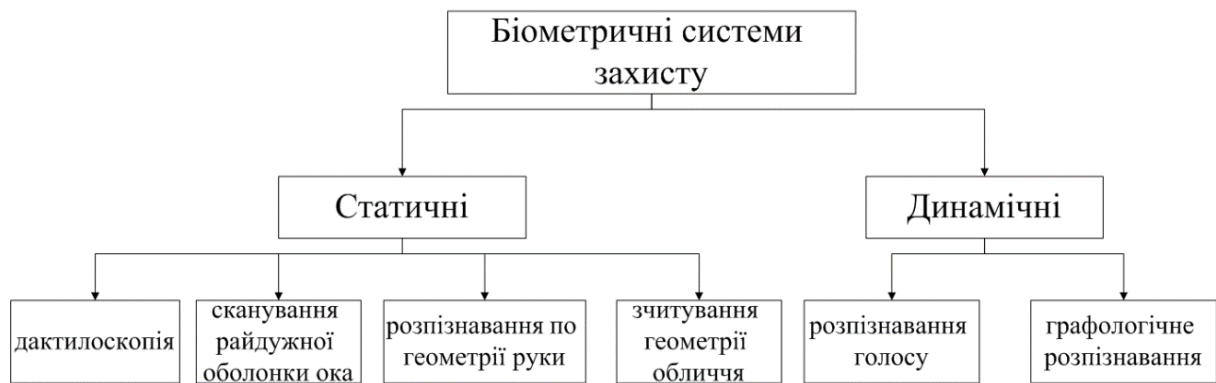 Біометричні системи
захисту
Статичні
Динамічні
дактилоскопія
сканування
райдужної
оболонки ока
розпізнавання по
геометрії руки
зчитування
геометрії
обличчя
розпізнавання
голосу
графологічне
розпізнавання